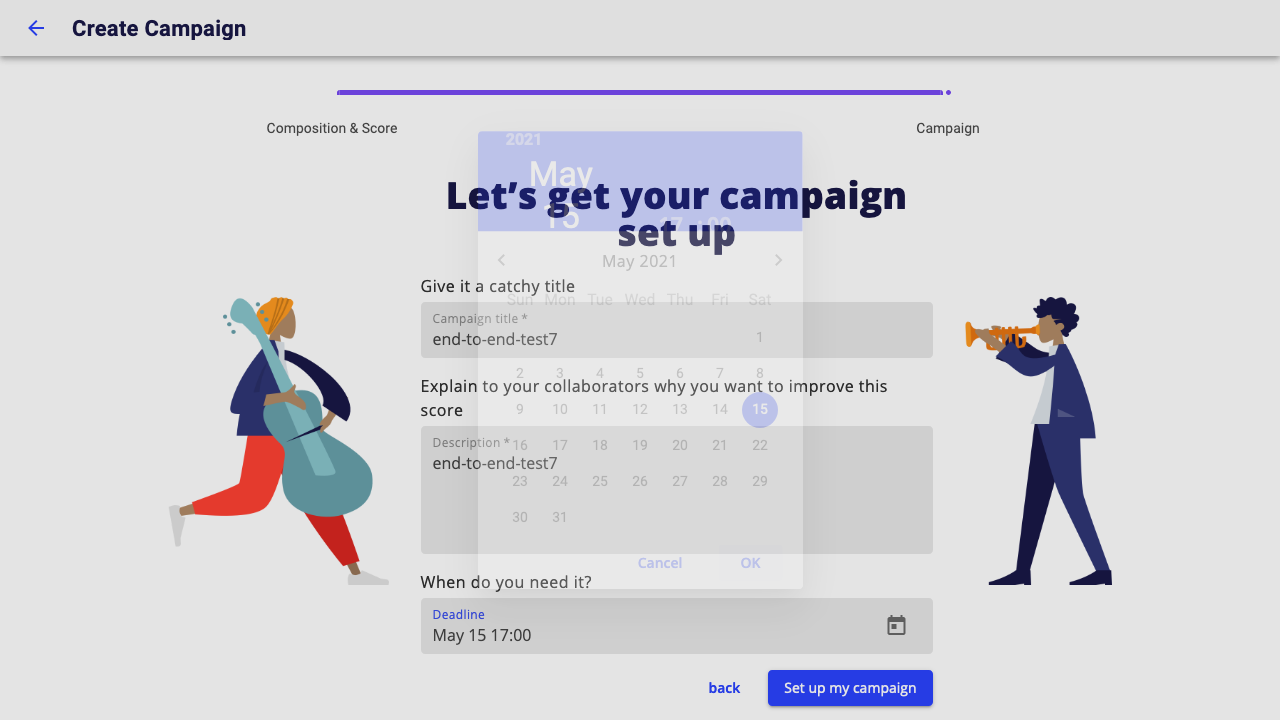 Create Campaign
Composition & Score
Campaign
2021
May
15
17
:
00
Let’s get your campaign
set up
May 2021
Give it a catchy title
Sun Mon Tue Wed Thu Fri Sat
Campaign title *
end-to-end-test7
1
2 3 4 5 6 7 8
Explain to your collaborators why you want to improve this
score
9 10 11 12 13 14 15
Description *
16 17 18 19 20 21 22
end-to-end-test7
23 24 25 26 27 28 29
30 31
Cancel OK
When do you need it?
Deadline
May 15 17:00
back
Set up my campaign